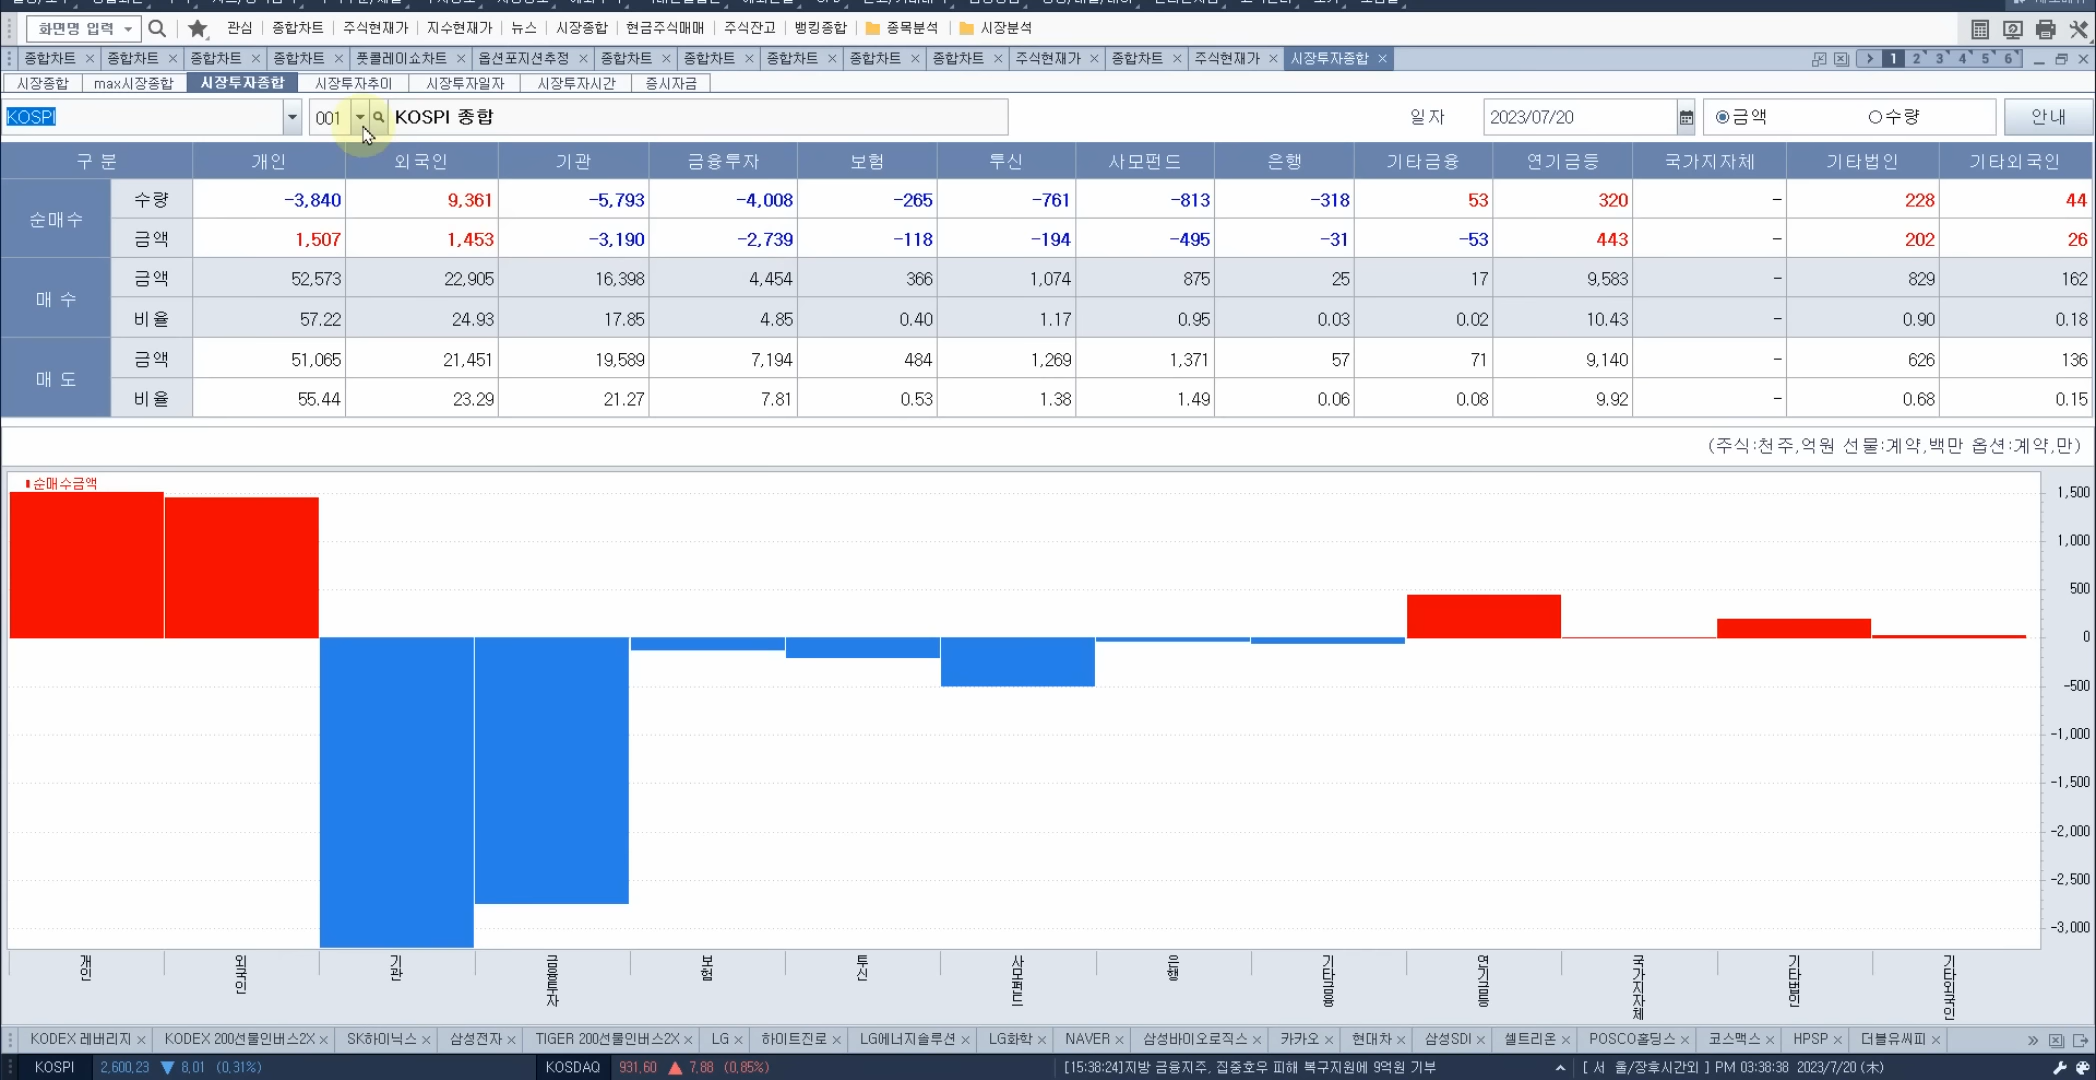 화면명 입력 관심 종합차트 주식현재가 지수현재가 뉴스 시장종합 현금주식매매 주식잔고 뱅킹종합 종목분석 시장분석
종합차트 종합차트 종합차트 종합차트 풋콜레이쇼차트 옵션포지션추정 종합차트 종합차트 종합차트 종합차트 종합차트 주식현재가 종합차트 주식현재가 시장투자종합 1 2 3 4 5 6
시장종합 max시장종합 시장투자종합 시장투자추이 시장투자일자 시장투자시간 증시자금
KOSPI 001 KOSPI 종합 일자 2023/07/20 금액 수량 안내
구 분 개인 외국인 기관 금융투자 보험 투신 사모펀드 은행 기타금융 연기금등 국가지자체 기타법인 기타외국인
순매수 수량 -3,840 9,361 -5,793 -4,008 -265 -761 -813 -318 53 320 - 228 44
금액 1,507 1,453 -3,190 -2,739 -118 -194 -495 -31 -53 443 - 202 26
매 수 금액 52,573 22,905 16,398 4,454 366 1,074 875 25 17 9,583 - 829 162
비율 57.22 24.93 17.85 4.85 0.40 1.17 0.95 0.03 0.02 10.43 - 0.90 0.18
매 도 금액 51,065 21,451 19,589 7,194 484 1,269 1,371 57 71 9,140 - 626 136
비율 55.44 23.29 21.27 7.81 0.53 1.38 1.49 0.06 0.08 9.92 - 0.68 0.15
(주식:천주,억원 선물:계약,백만 옵션:계약,만)
순매수금액
1,500
1,000
500
0
-500
-1,000
-1,500
-2,000
-2,500
-3,000
개인 외국인 기관 금융투자 보험 투신 사모펀드 은행 기타금융 연기금등 국가지자체 기타법인 기타외국인
KODEX 레버리지 KODEX 200선물인버스2X SK하이닉스 삼성전자 TIGER 200선물인버스2X LG 하이트진로 LG에너지솔루션 LG화학 NAVER 삼성바이오로직스 카카오 현대차 삼성SDI 셀트리온 POSCO홀딩스 코스맥스 HPSP 더블유씨피
KOSPI 2,600.23 ▼ 8.01 (0.31%) KOSDAQ 931.60 ▲ 7.88 (0.85%) [15:38:24]지방 금융지주, 집중호우 피해 복구지원에 9억원 기부 [ 서 울/장후시간외 ] PM 03:38:38 2023/7/20 (木)